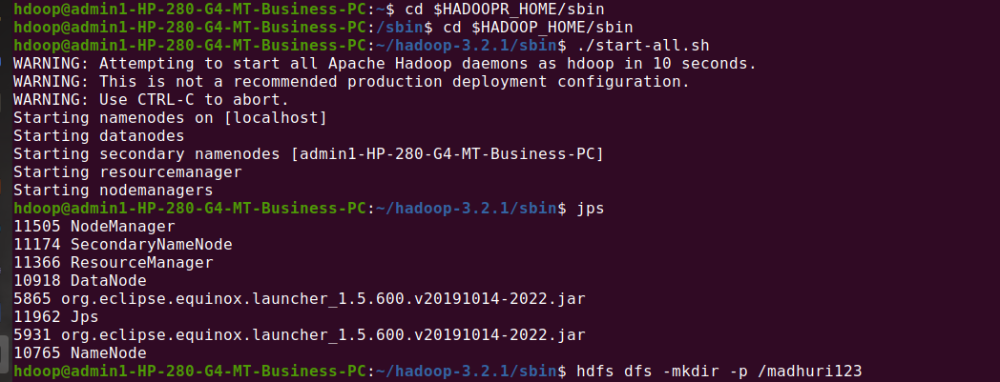 hdoop@admin1-HP-280-G4-MT-Business-PC:~$ cd $HADOOPR_HOME/sbin
hdoop@admin1-HP-280-G4-MT-Business-PC:/sbin$ cd $HADOOP_HOME/sbin
hdoop@admin1-HP-280-G4-MT-Business-PC:~/hadoop-3.2.1/sbin$ ./start-all.sh
WARNING: Attempting to start all Apache Hadoop daemons as hdoop in 10 seconds.
WARNING: This is not a recommended production deployment configuration.
WARNING: Use CTRL-C to abort.
Starting namenodes on [localhost]
Starting datanodes
Starting secondary namenodes [admin1-HP-280-G4-MT-Business-PC]
Starting resourcemanager
Starting nodemanagers
hdoop@admin1-HP-280-G4-MT-Business-PC:~/hadoop-3.2.1/sbin$ jps
11505 NodeManager
11174 SecondaryNameNode
11366 ResourceManager
10918 DataNode
5865 org.eclipse.equinox.launcher_1.5.600.v20191014-2022.jar
11962 Jps
5931 org.eclipse.equinox.launcher_1.5.600.v20191014-2022.jar
10765 NameNode
hdoop@admin1-HP-280-G4-MT-Business-PC:~/hadoop-3.2.1/sbin$ hdfs dfs -mkdir -p /madhuri123